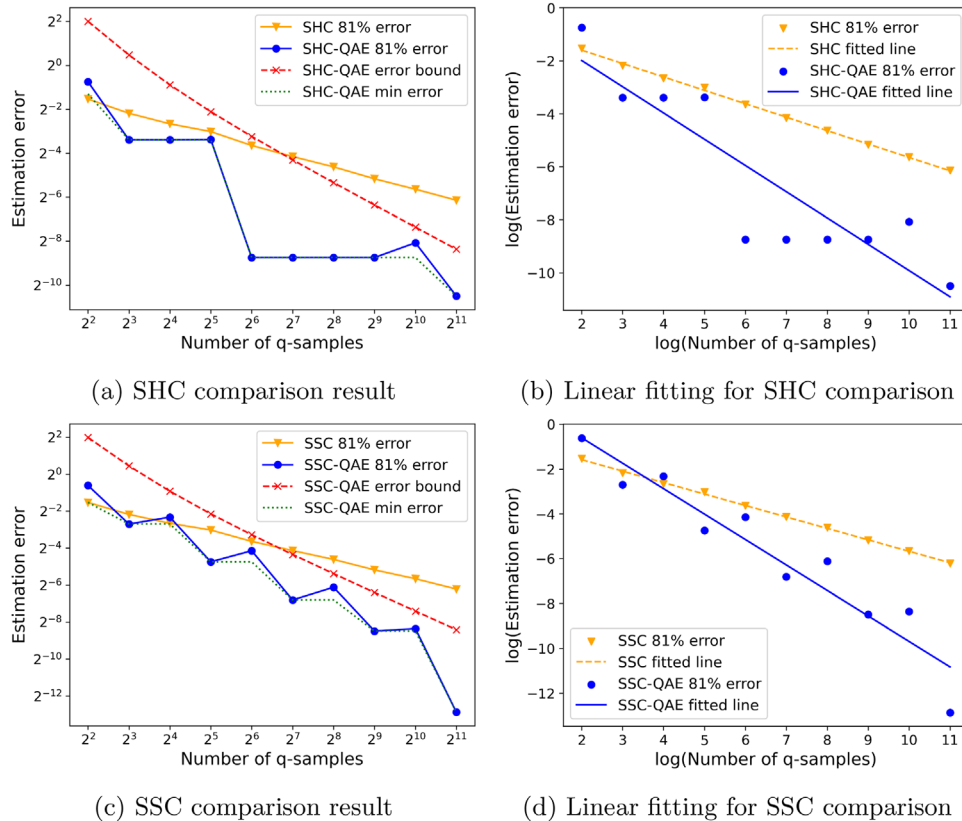 2^2
2^0
2^-2
2^-4
2^-6
2^-8
2^-10
Estimation error
SHC 81% error
SHC-QAE 81% error
SHC-QAE error bound
SHC-QAE min error
2^2 2^3 2^4 2^5 2^6 2^7 2^8 2^9 2^10 2^11
Number of q-samples
(a) SHC comparison result
0
−2
−4
−6
−8
−10
log(Estimation error)
SHC 81% error
SHC fitted line
SHC-QAE 81% error
SHC-QAE fitted line
2 3 4 5 6 7 8 9 10 11
log(Number of q-samples)
(b) Linear fitting for SHC comparison
2^2
2^0
2^-2
2^-4
2^-6
2^-8
2^-10
2^-12
Estimation error
SSC 81% error
SSC-QAE 81% error
SSC-QAE error bound
SSC-QAE min error
2^2 2^3 2^4 2^5 2^6 2^7 2^8 2^9 2^10 2^11
Number of q-samples
(c) SSC comparison result
0
−2
−4
−6
−8
−10
−12
log(Estimation error)
SSC 81% error
SSC fitted line
SSC-QAE 81% error
SSC-QAE fitted line
2 3 4 5 6 7 8 9 10 11
log(Number of q-samples)
(d) Linear fitting for SSC comparison